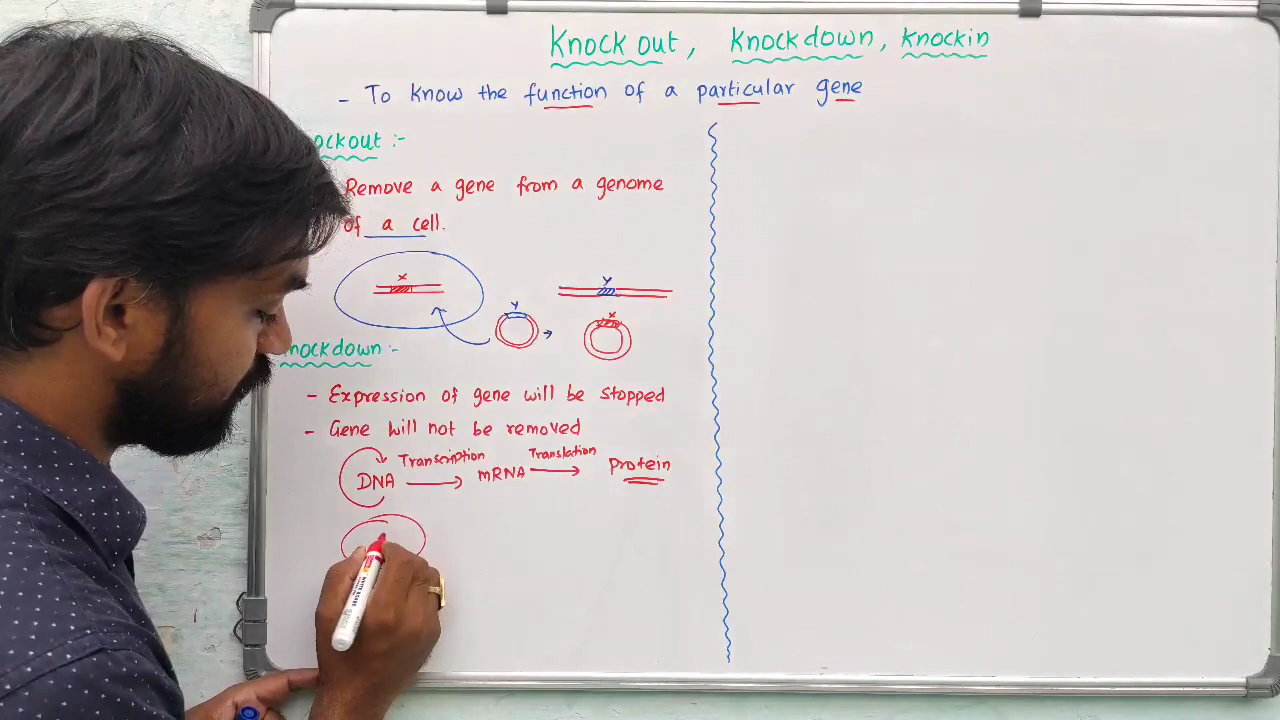 Knock out, Knockdown, Knockin
- To know the function of a particular gene
ockout :-
Remove a gene from a genome
of a cell.
x
y
y
x
nockdown :-
- Expression of gene will be stopped
- Gene will not be removed
DNA Transcription mRNA Translation Protein